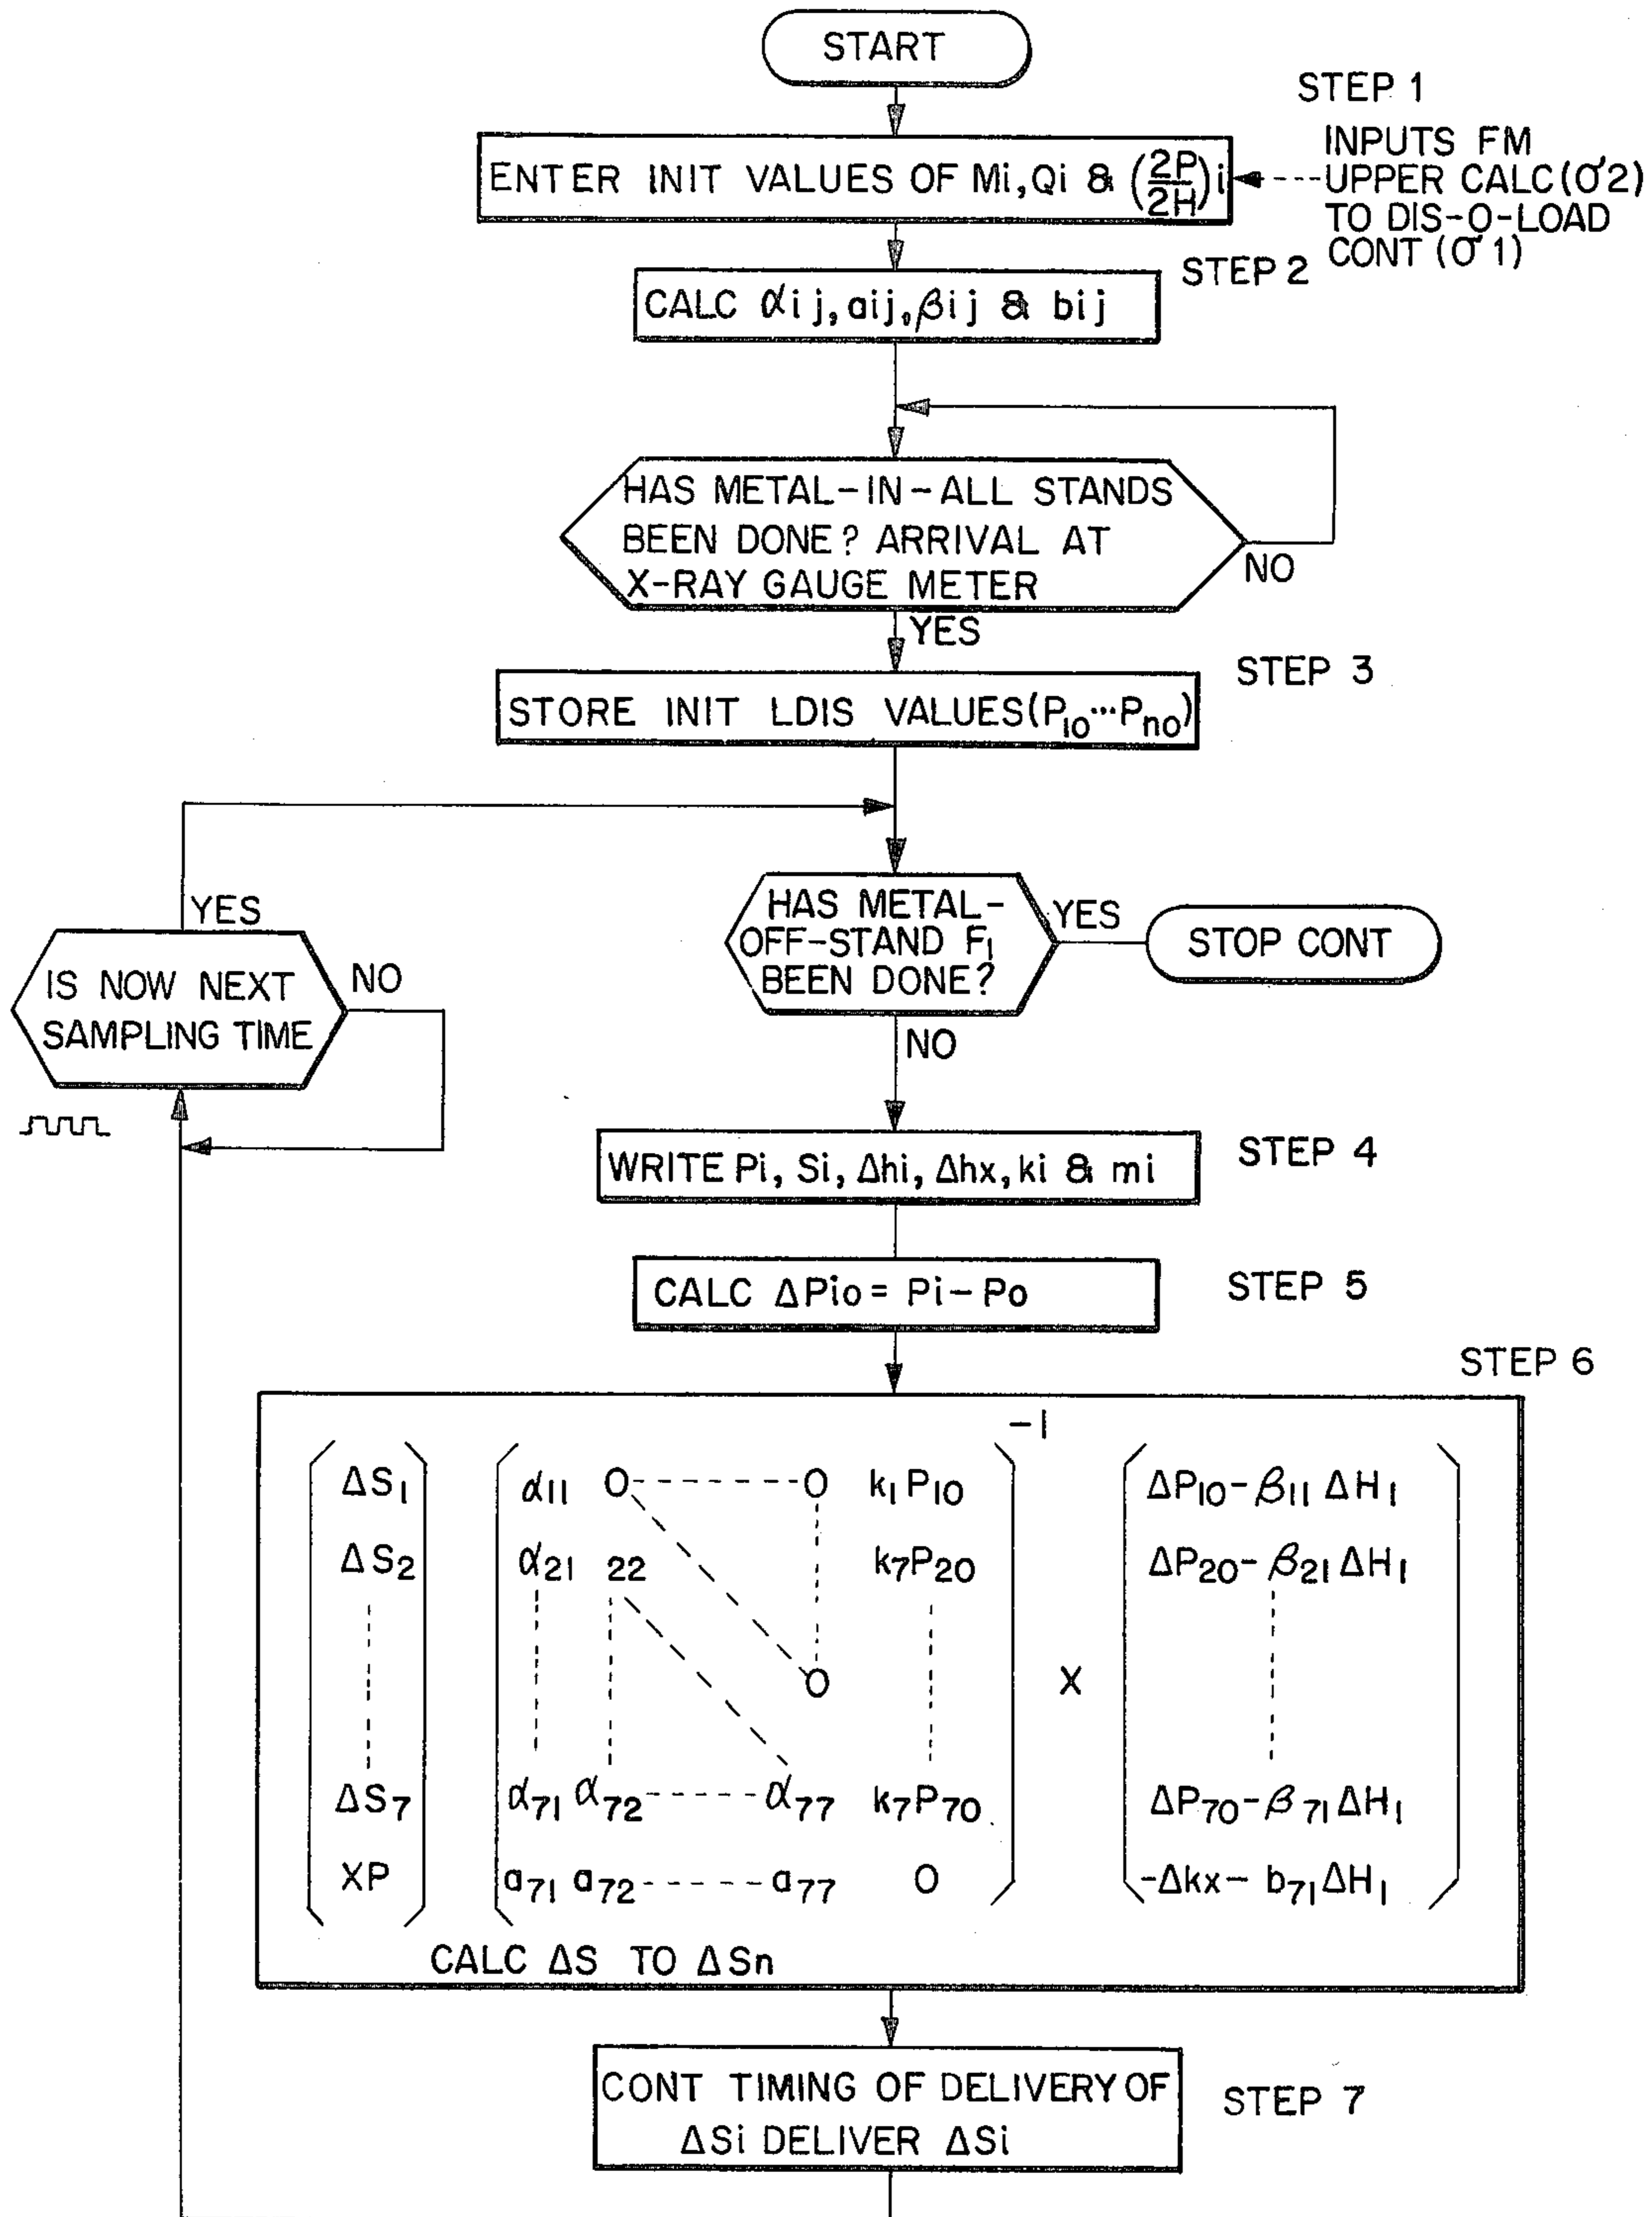 START
STEP 1
ENTER INIT VALUES OF Mi, Qi & (2P/2H)i
INPUTS FM
UPPER CALC (σ2)
TO DIS-O-LOAD
CONT (σ1)
STEP 2
CALC αij, aij, βij & bij
HAS METAL-IN-ALL STANDS
BEEN DONE? ARRIVAL AT
X-RAY GAUGE METER
NO
YES
STEP 3
STORE INIT LDIS VALUES (P10···Pno)
YES
IS NOW NEXT
SAMPLING TIME
NO
HAS METAL-
OFF-STAND F1
BEEN DONE?
YES
STOP CONT
NO
STEP 4
WRITE Pi, Si, Δhi, Δhx, ki & mi
STEP 5
CALC ΔPio = Pi - Po
STEP 6
-1
ΔS1 α11 0 0 k1P10 ΔP10-β11 ΔH1
ΔS2 α21 22 k7P20 ΔP20-β21 ΔH1
0 X
ΔS7 α71 α72 α77 k7P70 ΔP70-β71 ΔH1
XP a71 a72 a77 0 -Δkx- b71 ΔH1
CALC ΔS TO ΔSn
CONT TIMING OF DELIVERY OF
ΔSi DELIVER ΔSi
STEP 7